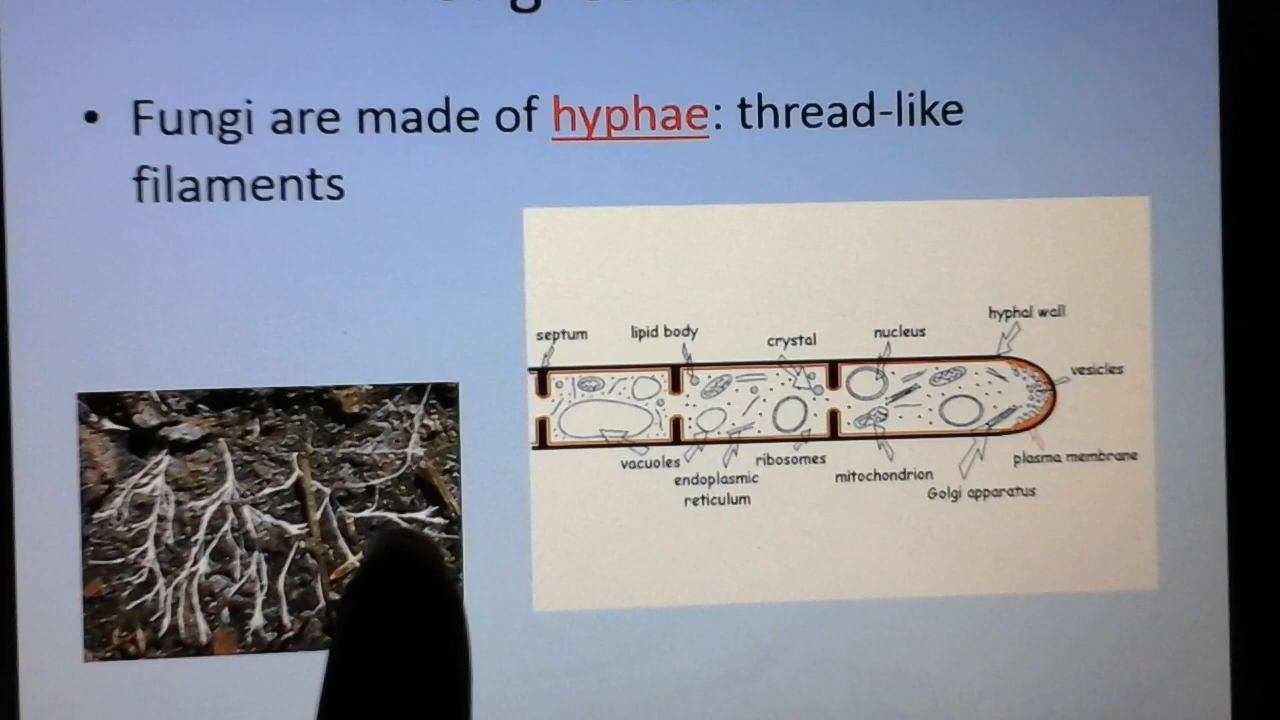 • Fungi are made of hyphae: thread-like
filaments
hyphal wall
septum
lipid body
crystal
nucleus
vesicles
vacuoles
endoplasmic
reticulum
ribosomes
mitochondrion
Golgi apparatus
plasma membrane